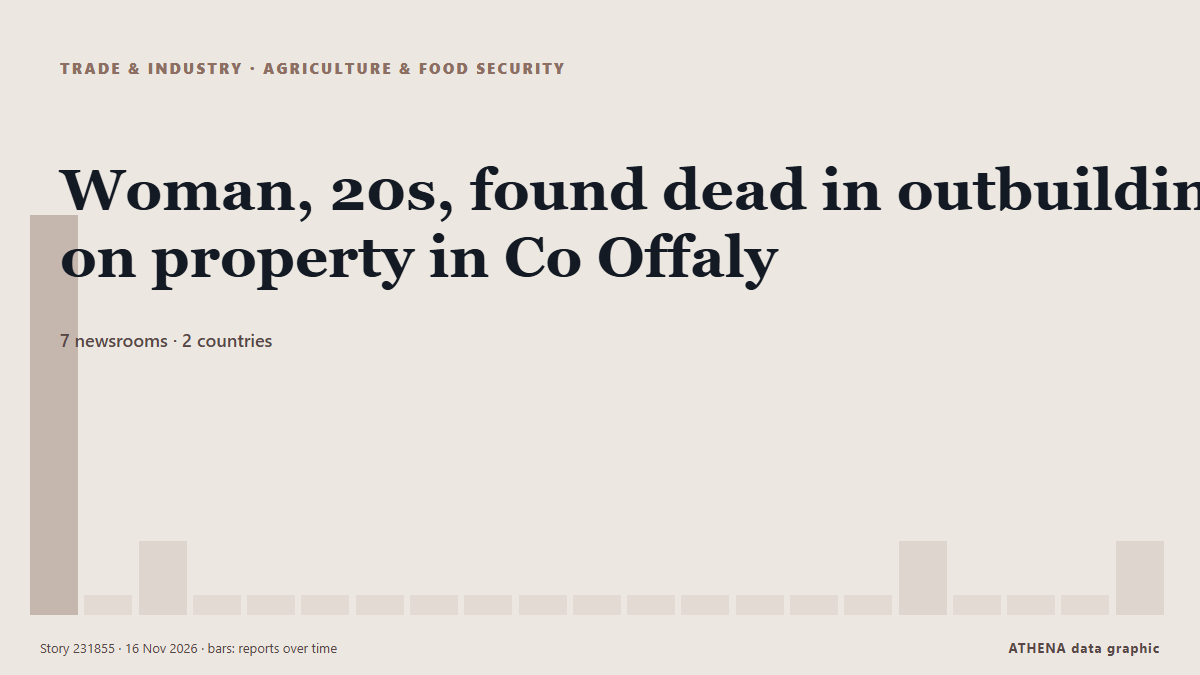 TRADE & INDUSTRY · AGRICULTURE & FOOD SECURITY
Woman, 20s, found dead in outbuildin
on property in Co Offaly
7 newsrooms · 2 countries
Story 231855 · 16 Nov 2026 · bars: reports over time
ATHENA data graphic